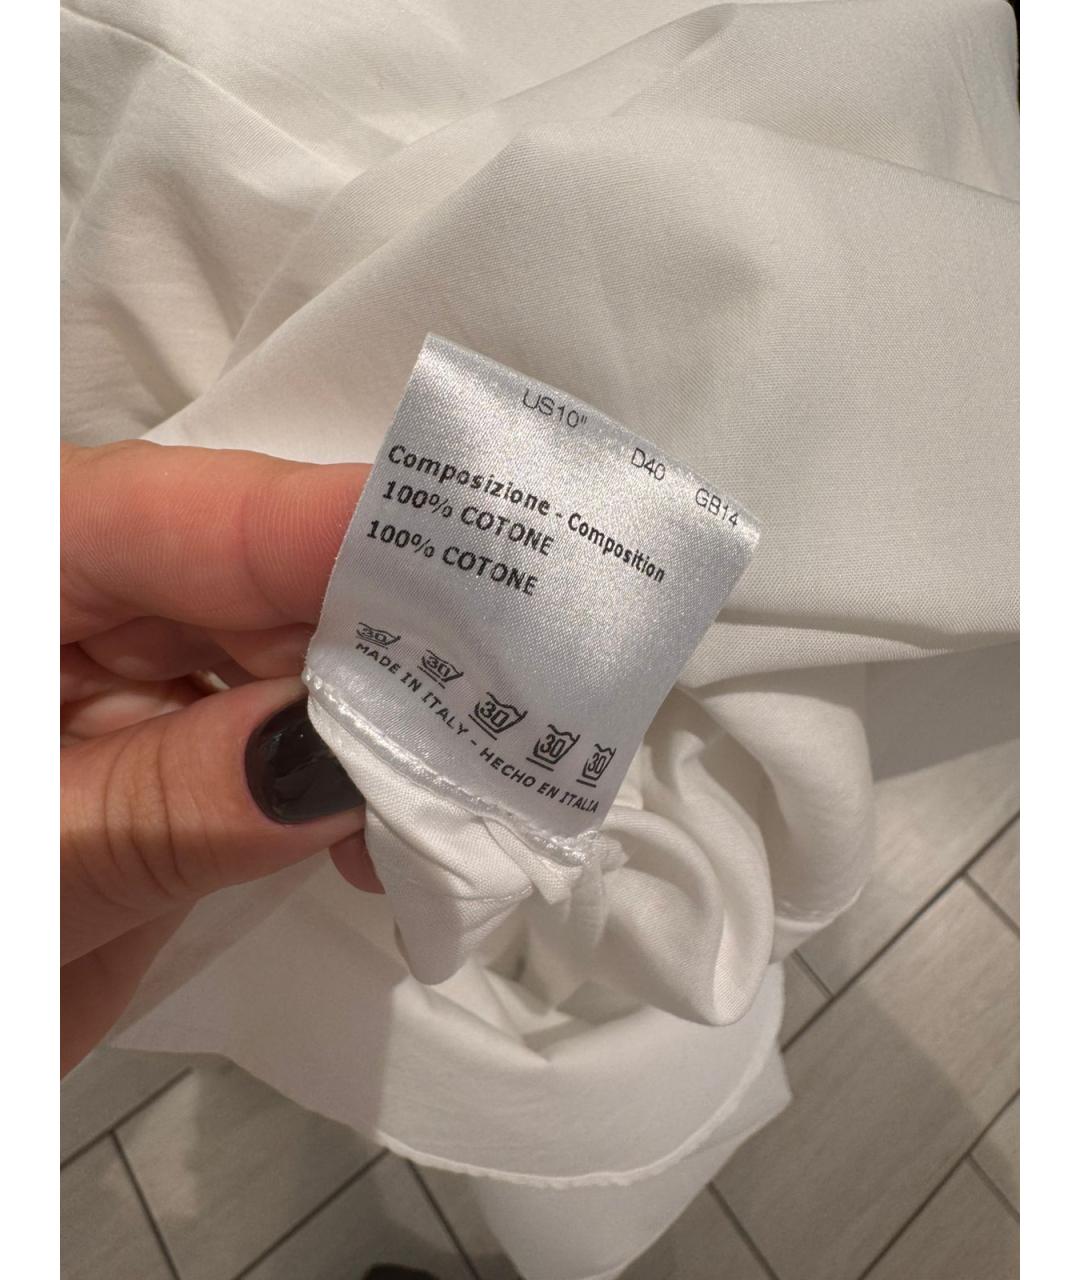 US10" D40 GB14
Composizione - Composition
100% COTONE
100% COTONE
30 30 30 30 30
MADE IN ITALY - HECHO EN ITALIA